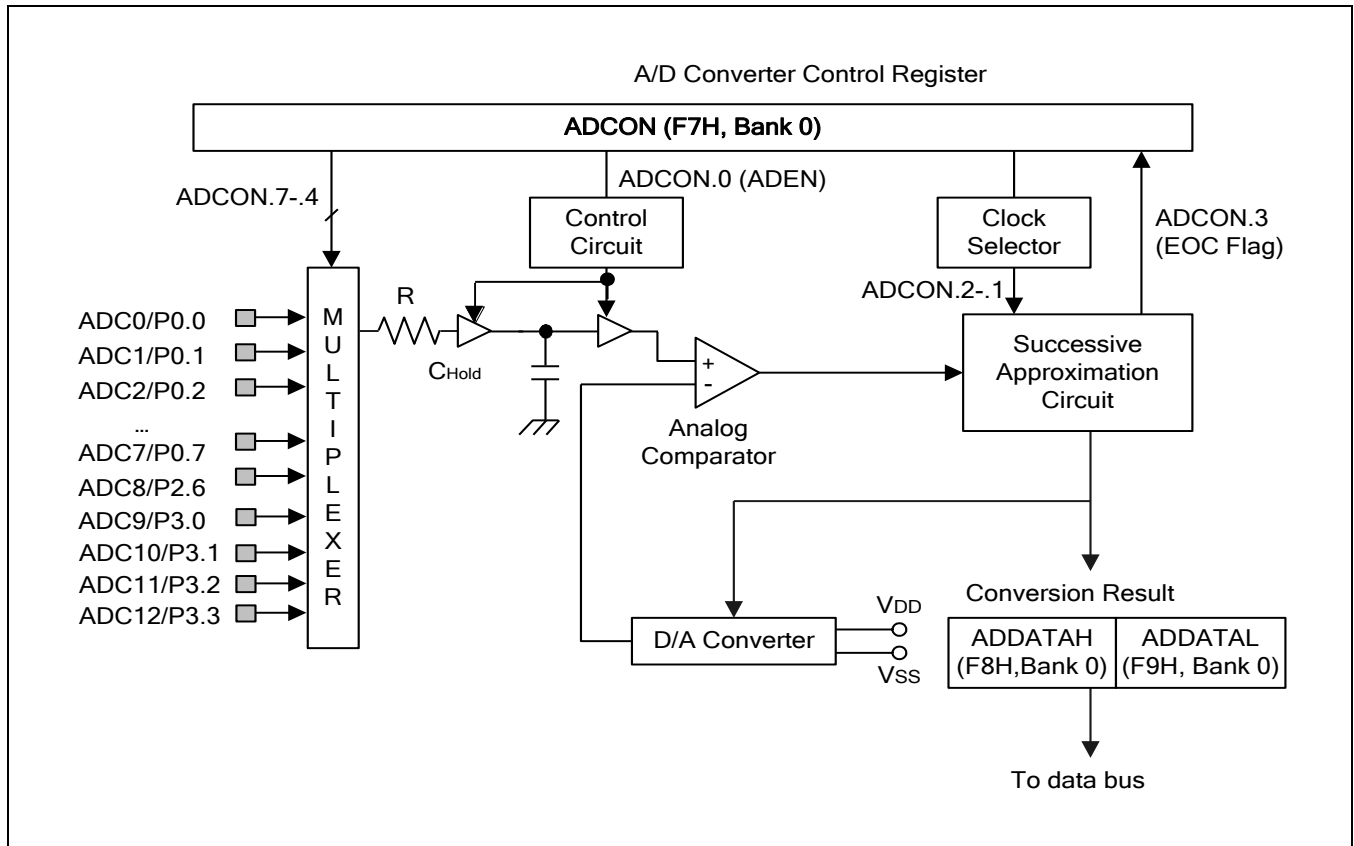 A/D Converter Control Register
ADCON (F7H, Bank 0)
ADCON.7-.4
ADCON.0 (ADEN)
Control
Circuit
Clock
Selector
ADCON.3
(EOC Flag)
ADCON.2-.1
ADC0/P0.0
ADC1/P0.1
ADC2/P0.2
...
ADC7/P0.7
ADC8/P2.6
ADC9/P3.0
ADC10/P3.1
ADC11/P3.2
ADC12/P3.3
M
U
L
T
I
P
L
E
X
E
R
R
CHold
+
-
Analog
Comparator
Successive
Approximation
Circuit
D/A Converter
VDD
VSS
Conversion Result
ADDATAH
(F8H,Bank 0)
ADDATAL
(F9H, Bank 0)
To data bus